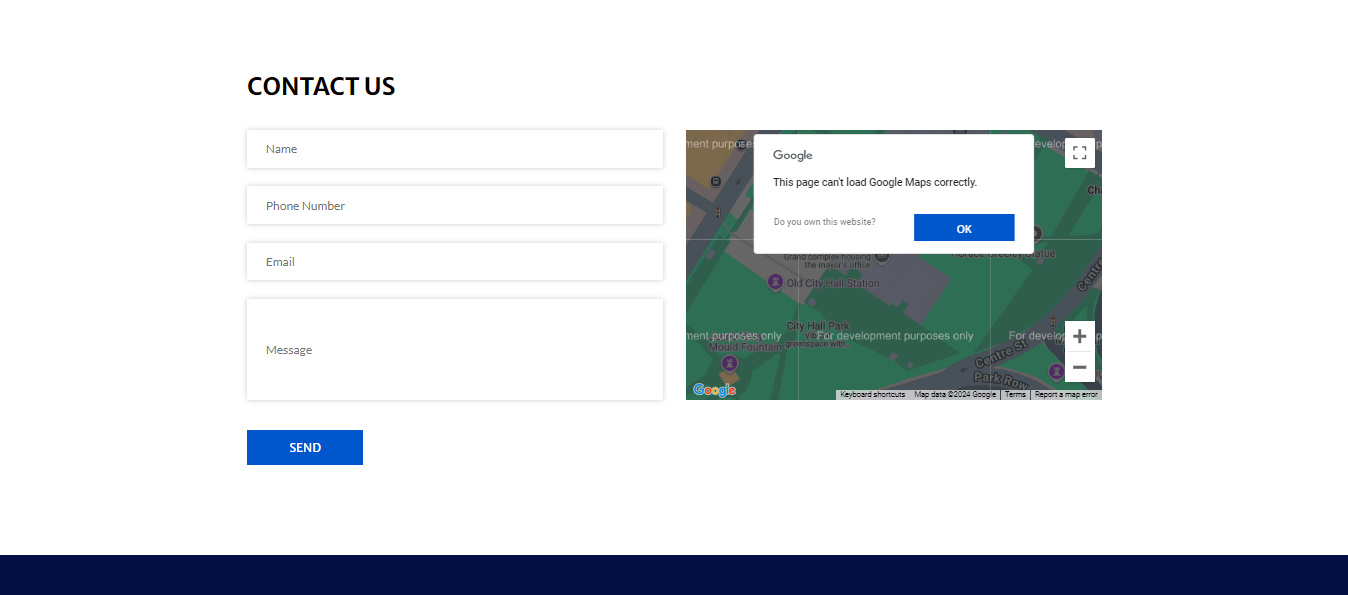 CONTACT US
Name
Phone Number
Email
Message
SEND
ment purposes
For developm
Google
This page can't load Google Maps correctly.
Do you own this website?
OK
Grand complex housing
the mayor's office
Horace Greeley Statue
Old City Hall Station
Centre
City Hall Park
ment purposes only
For development purposes only
For develop
Mould Fountain
greenspace with...
Centre St
Park Row
Google
Keyboard shortcuts
Map data ©2024 Google
Terms
Report a map error